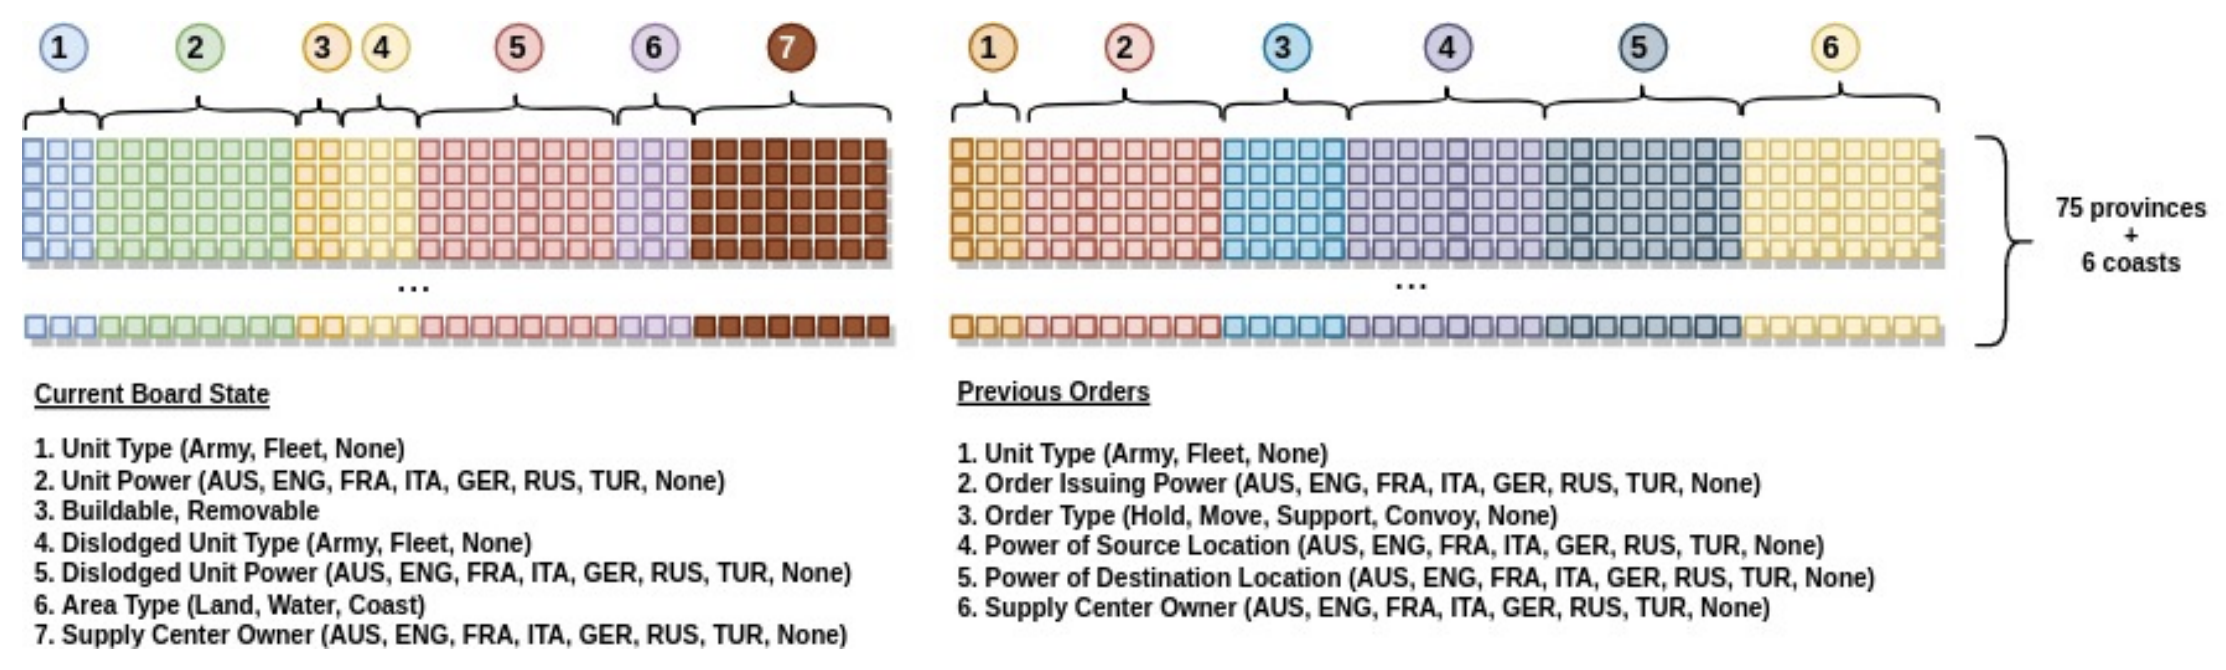 1 2 3 4 5 6 7
1 2 3 4 5 6
...
...
75 provinces
+
6 coasts
Current Board State
1. Unit Type (Army, Fleet, None)
2. Unit Power (AUS, ENG, FRA, ITA, GER, RUS, TUR, None)
3. Buildable, Removable
4. Dislodged Unit Type (Army, Fleet, None)
5. Dislodged Unit Power (AUS, ENG, FRA, ITA, GER, RUS, TUR, None)
6. Area Type (Land, Water, Coast)
7. Supply Center Owner (AUS, ENG, FRA, ITA, GER, RUS, TUR, None)
Previous Orders
1. Unit Type (Army, Fleet, None)
2. Order Issuing Power (AUS, ENG, FRA, ITA, GER, RUS, TUR, None)
3. Order Type (Hold, Move, Support, Convoy, None)
4. Power of Source Location (AUS, ENG, FRA, ITA, GER, RUS, TUR, None)
5. Power of Destination Location (AUS, ENG, FRA, ITA, GER, RUS, TUR, None)
6. Supply Center Owner (AUS, ENG, FRA, ITA, GER, RUS, TUR, None)